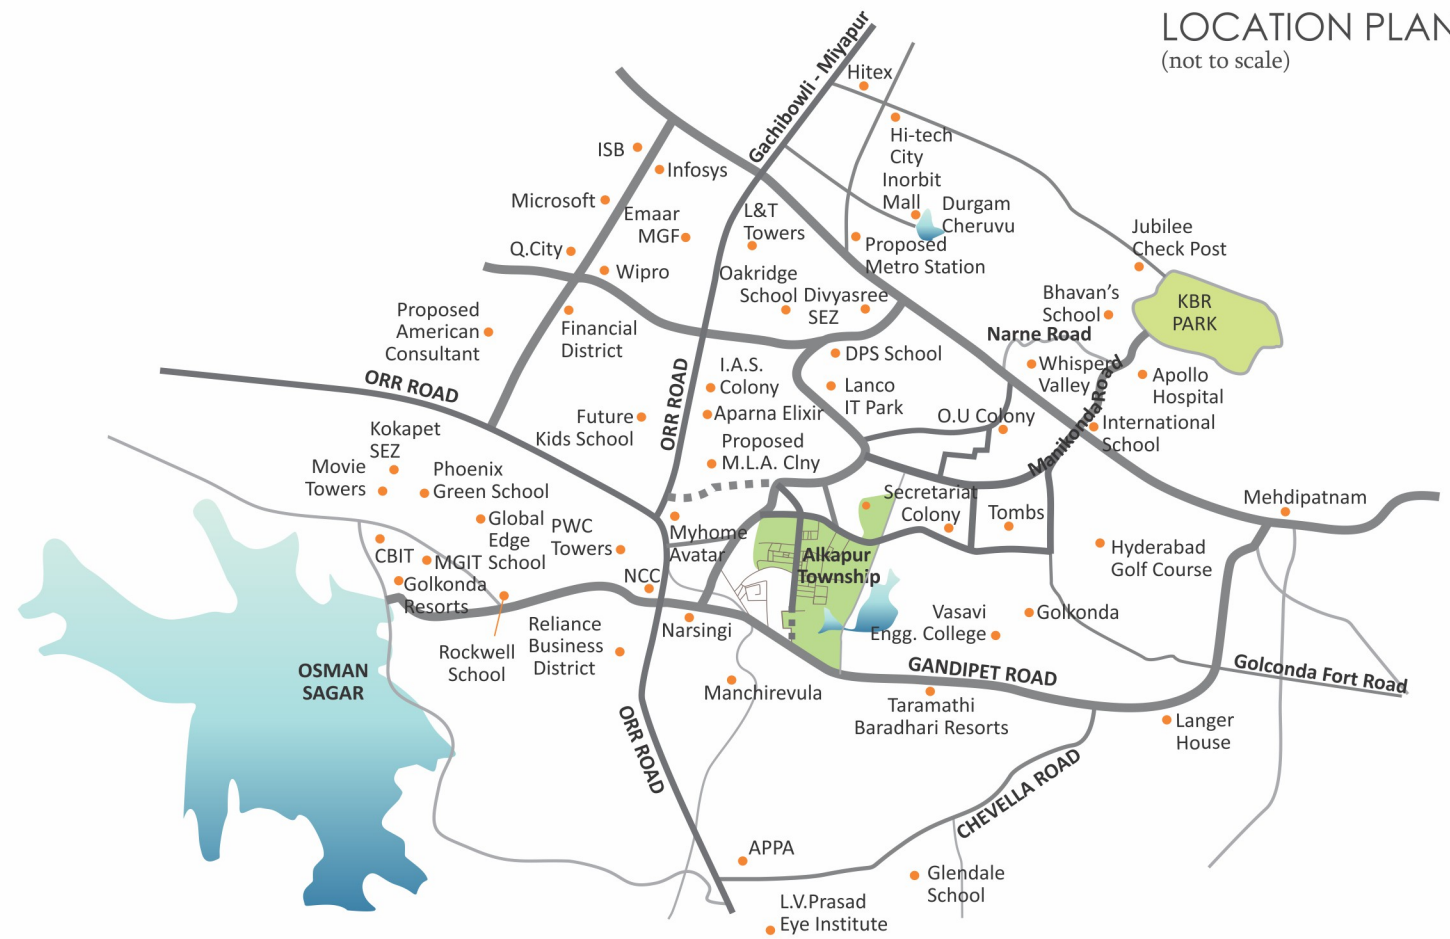 LOCATION PLAN
(not to scale)
Gachibowli - Miyapur
Hitex
Hi-tech
City
Inorbit
Mall
Durgam
Cheruvu
ISB
Infosys
Microsoft
Emaar
MGF
L&T
Towers
Q.City
Wipro
Proposed
Metro Station
Jubilee
Check Post
Oakridge
School
Divyasree
SEZ
Bhavan's
School
KBR
PARK
Proposed
American
Consultant
Financial
District
Narne Road
DPS School
Whisperd
Valley
Apollo
Hospital
ORR ROAD
ORR ROAD
I.A.S.
Colony
Lanco
IT Park
Manikonda Road
Future
Kids School
Aparna Elixir
O.U Colony
International
School
Kokapet
SEZ
Proposed
M.L.A. Clny
Movie
Towers
Phoenix
Green School
Secretariat
Colony
Tombs
Mehdipatnam
Global
Edge
School
PWC
Towers
Myhome
Avatar
CBIT
MGIT
Alkapur
Township
Hyderabad
Golf Course
Golkonda
Resorts
NCC
Vasavi
Engg. College
Golkonda
Narsingi
Reliance
Business
District
Rockwell
School
OSMAN
SAGAR
GANDIPET ROAD
Golconda Fort Road
Manchirevula
Taramathi
Baradhari Resorts
Langer
House
ORR ROAD
CHEVELLA ROAD
APPA
Glendale
School
L.V.Prasad
Eye Institute